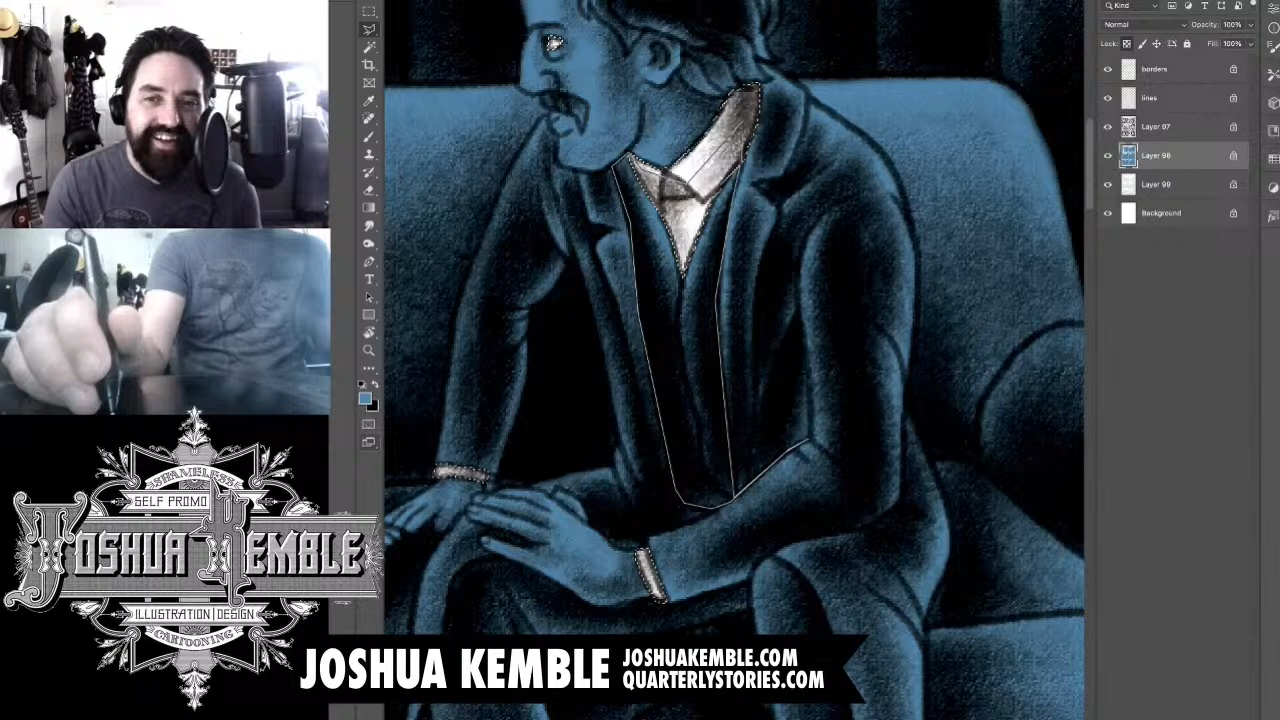 Kind
Normal
Opacity: 100%
Lock:
Fill: 100%
borders
lines
Layer 97
Layer 98
Layer 99
Background
SHAMELESS
SELF PROMO
JOSHUA KEMBLE
ILLUSTRATION|DESIGN
CARTOONING
JOSHUA KEMBLE
JOSHUAKEMBLE.COM
QUARTERLYSTORIES.COM